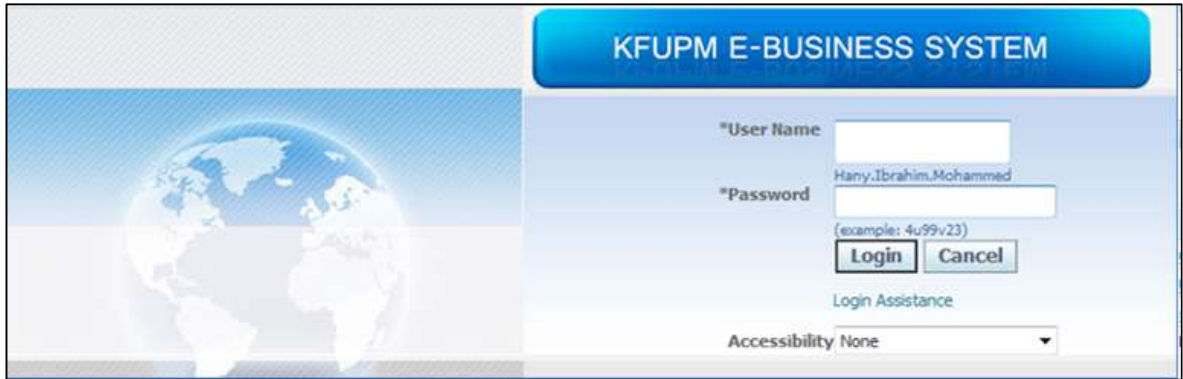 KFUPM E-BUSINESS SYSTEM
*User Name
Hany.Ibrahim.Mohammed
*Password
(example: 4u99v23)
Login Cancel
Login Assistance
Accessibility None